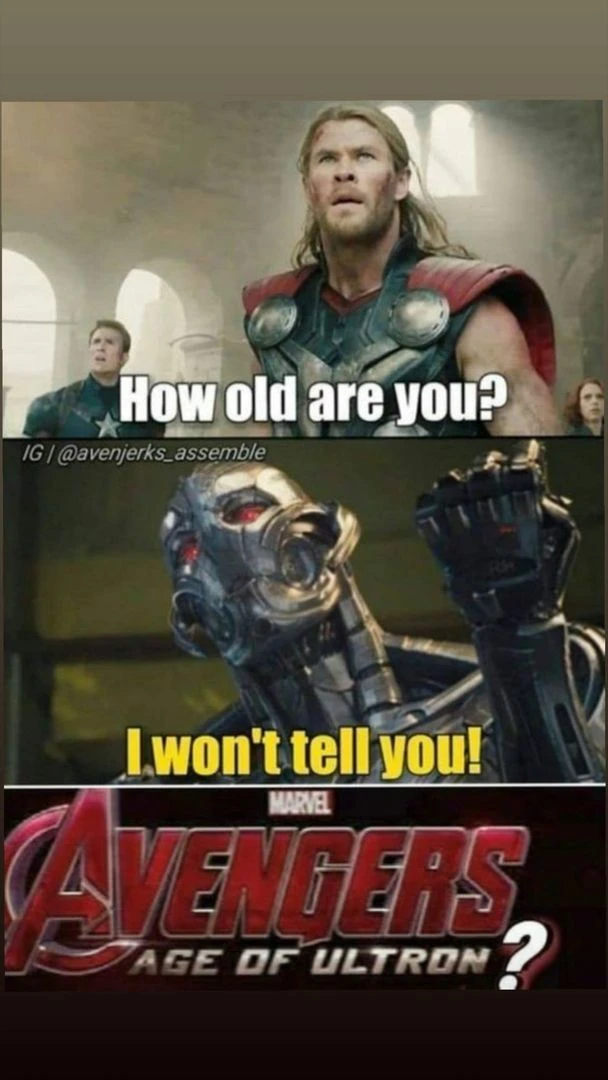 How old are you?
IG | @avenjerks_assemble
I won't tell you!
MARVEL
AVENGERS
AGE OF ULTRON ?